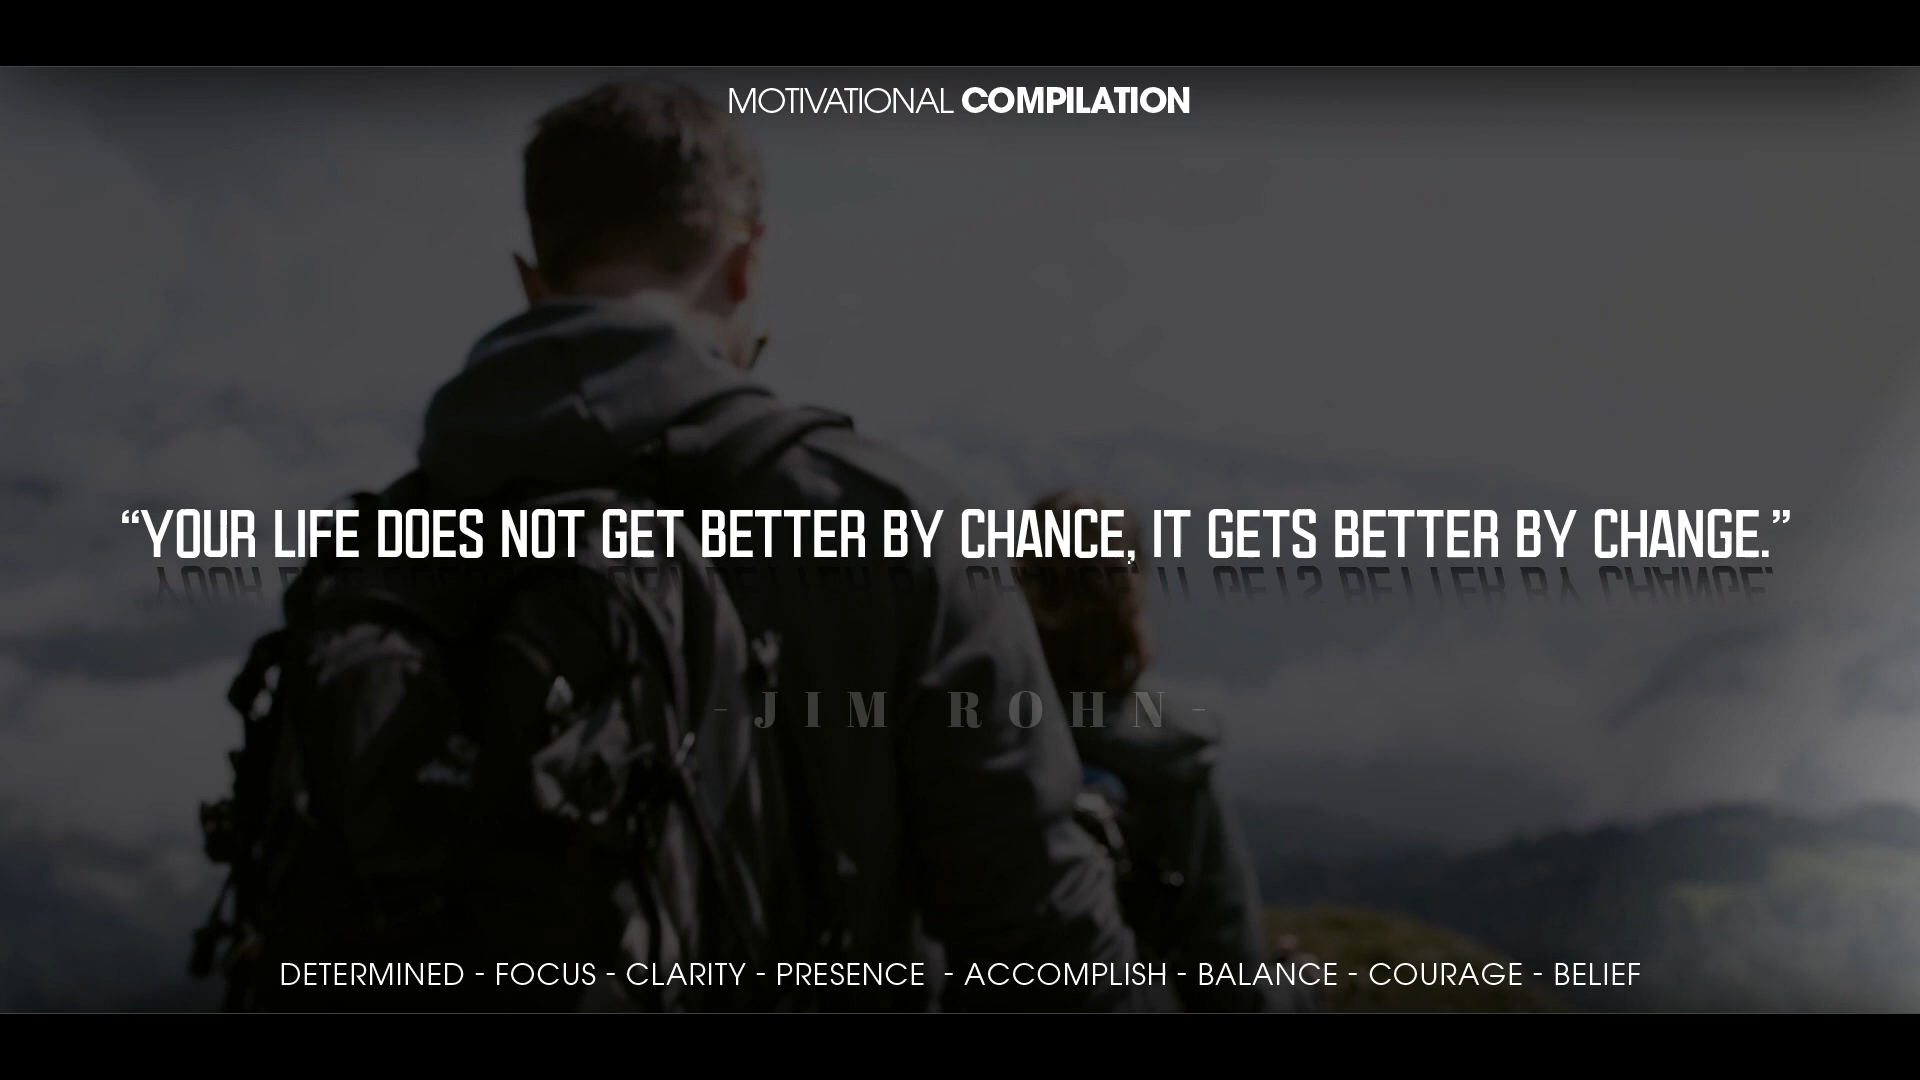 MOTIVATIONAL COMPILATION
“YOUR LIFE DOES NOT GET BETTER BY CHANCE, IT GETS BETTER BY CHANGE.”
- JIM ROHN -
DETERMINED - FOCUS - CLARITY - PRESENCE - ACCOMPLISH - BALANCE - COURAGE - BELIEF